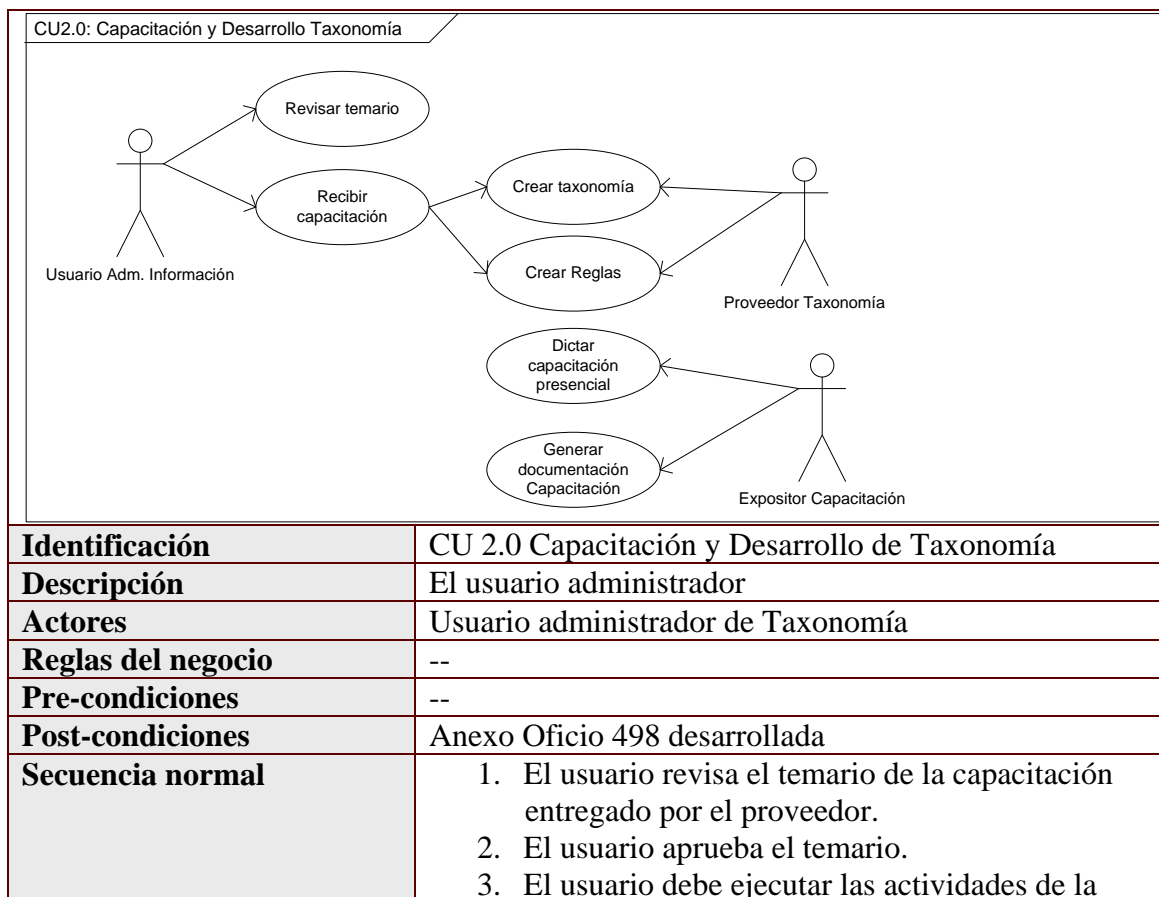 CU2.0: Capacitación y Desarrollo Taxonomía
Revisar temario
Recibir
capacitación
Crear taxonomía
Crear Reglas
Usuario Adm. Información
Proveedor Taxonomía
Dictar
capacitación
presencial
Generar
documentación
Capacitación
Expositor Capacitación
Identificación CU 2.0 Capacitación y Desarrollo de Taxonomía
Descripción El usuario administrador
Actores Usuario administrador de Taxonomía
Reglas del negocio --
Pre-condiciones --
Post-condiciones Anexo Oficio 498 desarrollada
Secuencia normal 1. El usuario revisa el temario de la capacitación
entregado por el proveedor.
2. El usuario aprueba el temario.
3. El usuario debe ejecutar las actividades de la